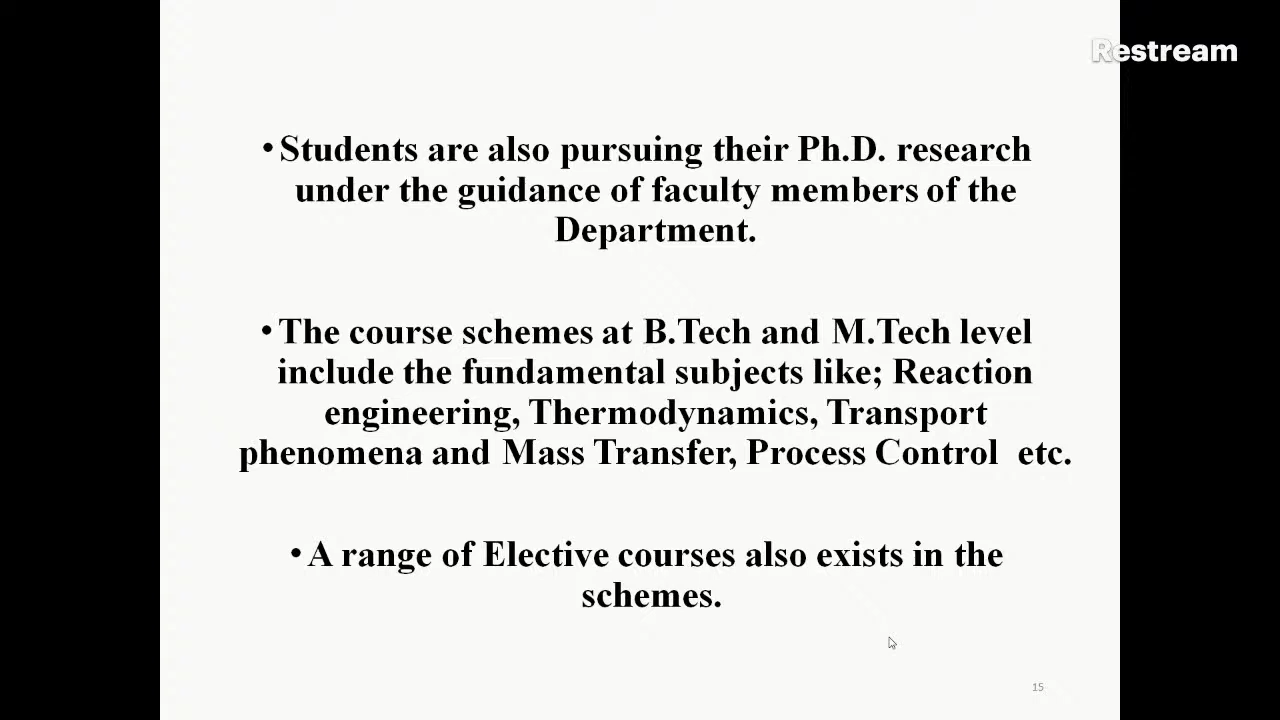 Restream
•Students are also pursuing their Ph.D. research
under the guidance of faculty members of the
Department.
•The course schemes at B.Tech and M.Tech level
include the fundamental subjects like; Reaction
engineering, Thermodynamics, Transport
phenomena and Mass Transfer, Process Control  etc.
•A range of Elective courses also exists in the
schemes.
15